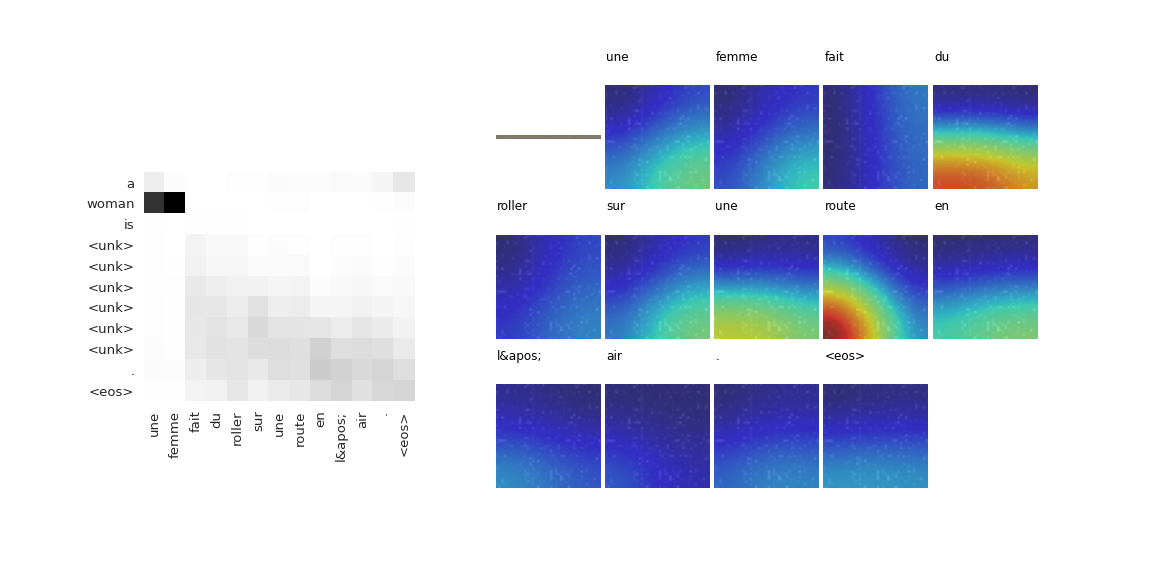 a
woman
is
<unk>
<unk>
<unk>
<unk>
<unk>
<unk>
.
<eos>
une
femme
fait
du
roller
sur
une
route
en
l&apos;
air
.
<eos>
une femme fait du
roller sur une route en
l&apos; air . <eos>